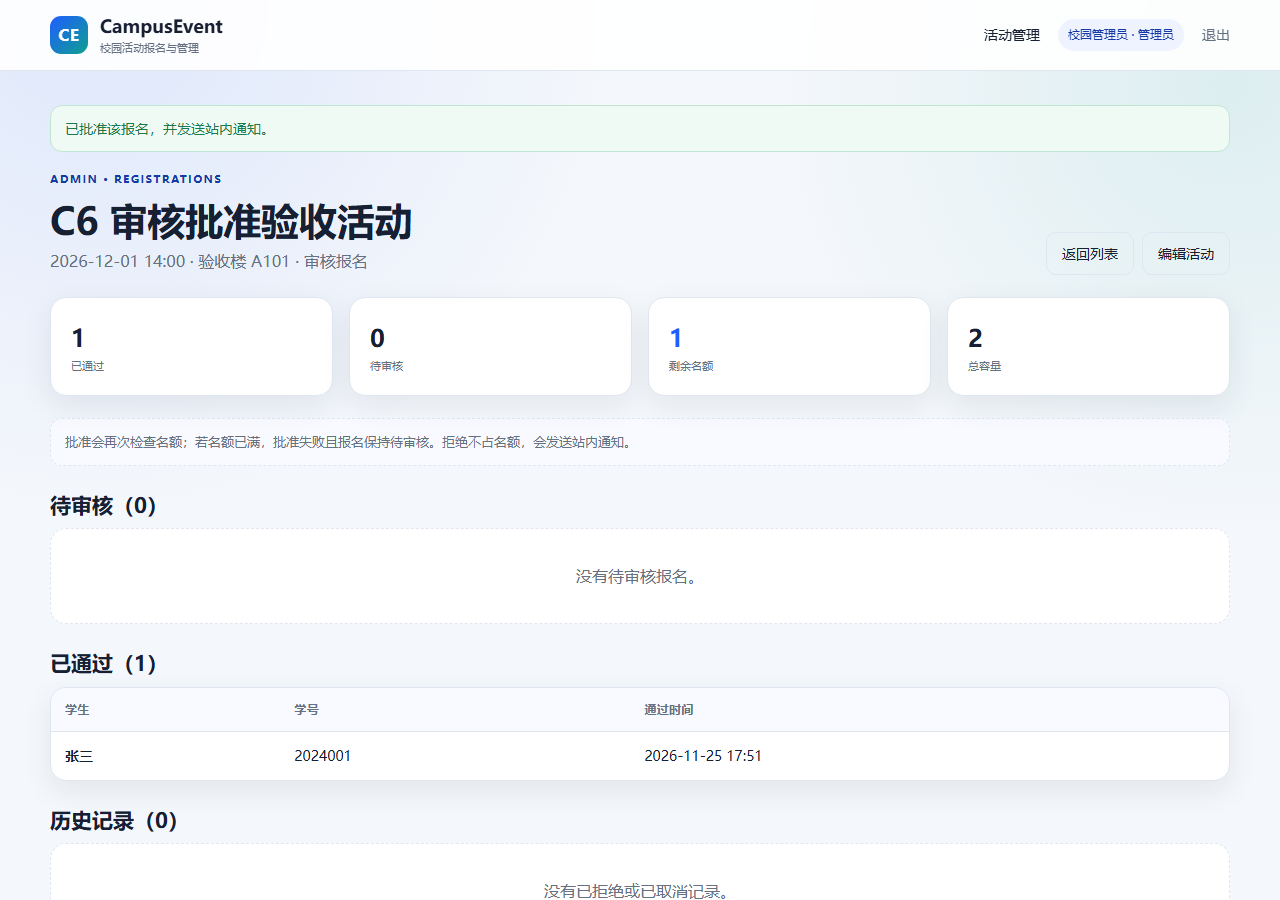 CE
CampusEvent
校园活动报名与管理
活动管理
校园管理员 · 管理员
退出
已批准该报名，并发送站内通知。
ADMIN • REGISTRATIONS
C6 审核批准验收活动
2026-12-01 14:00 · 验收楼 A101 · 审核报名
返回列表
编辑活动
1
已通过
0
待审核
1
剩余名额
2
总容量
批准会再次检查名额；若名额已满，批准失败且报名保持待审核。拒绝不占名额，会发送站内通知。
待审核（0）
没有待审核报名。
已通过（1）
学生 学号 通过时间
张三 2024001 2026-11-25 17:51
历史记录（0）
没有已拒绝或已取消记录。